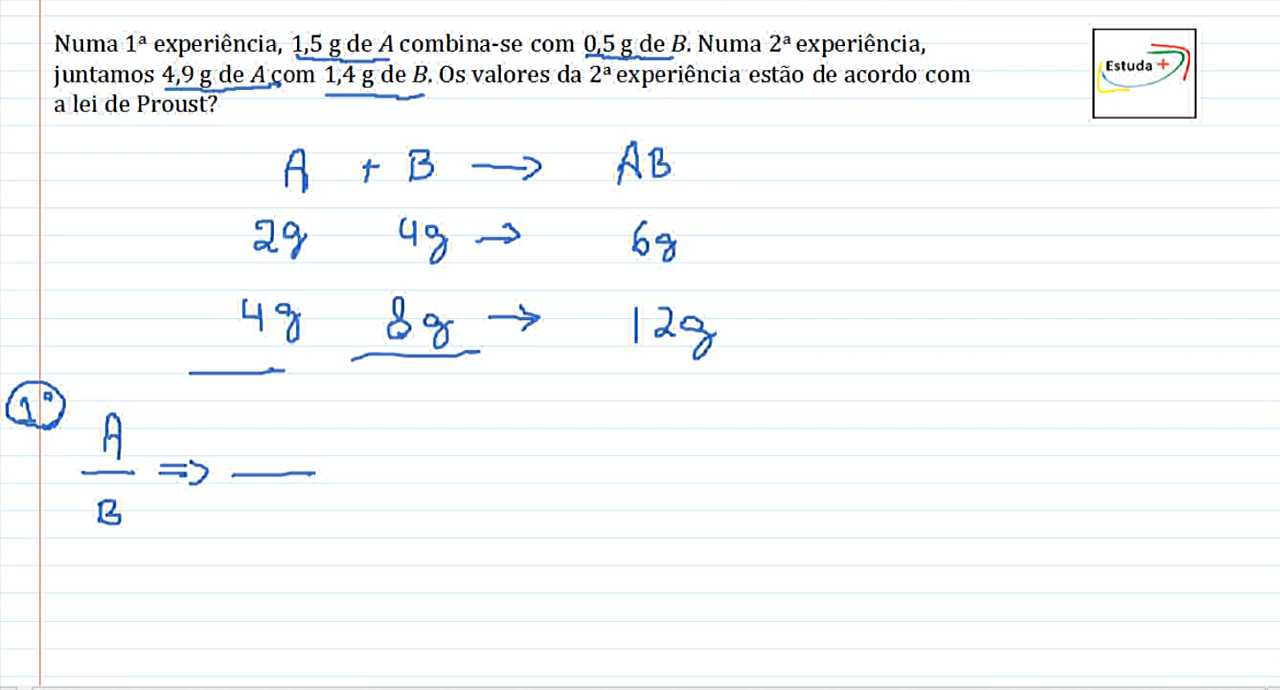 Numa 1ª experiência, 1,5 g de A combina-se com 0,5 g de B. Numa 2ª experiência,
juntamos 4,9 g de A com 1,4 g de B. Os valores da 2ª experiência estão de acordo com
a lei de Proust?
Estuda +
A + B → AB
2g 4g → 6g
4g 8g → 12g
1º
A
⇒
B